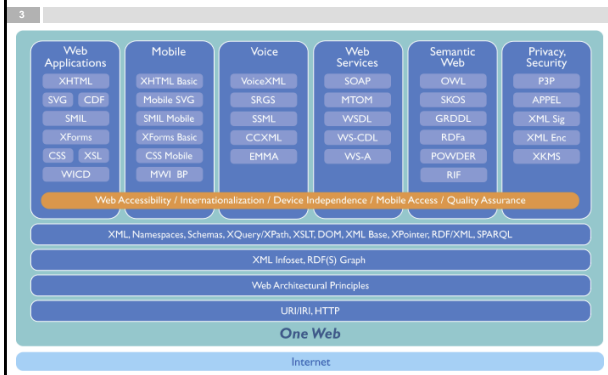 3
Web Applications
XHTML
SVG CDF
SMIL
XForms
CSS XSL
WICD
Mobile
XHTML Basic
Mobile SVG
SMIL Mobile
XForms Basic
CSS Mobile
MWI BP
Voice
VoiceXML
SRGS
SSML
CCXML
EMMA
Web Services
SOAP
MTOM
WSDL
WS-CDL
WS-A
Semantic Web
OWL
SKOS
GRDDL
RDFa
POWDER
RIF
Privacy, Security
P3P
APPEL
XML Sig
XML Enc
XKMS
Web Accessibility / Internationalization / Device Independence / Mobile Access / Quality Assurance
XML, Namespaces, Schemas, XQuery/XPath, XSLT, DOM, XML Base, XPointer, RDF/XML, SPARQL
XML Infoset, RDF(S) Graph
Web Architectural Principles
URI/IRI, HTTP
One Web
Internet